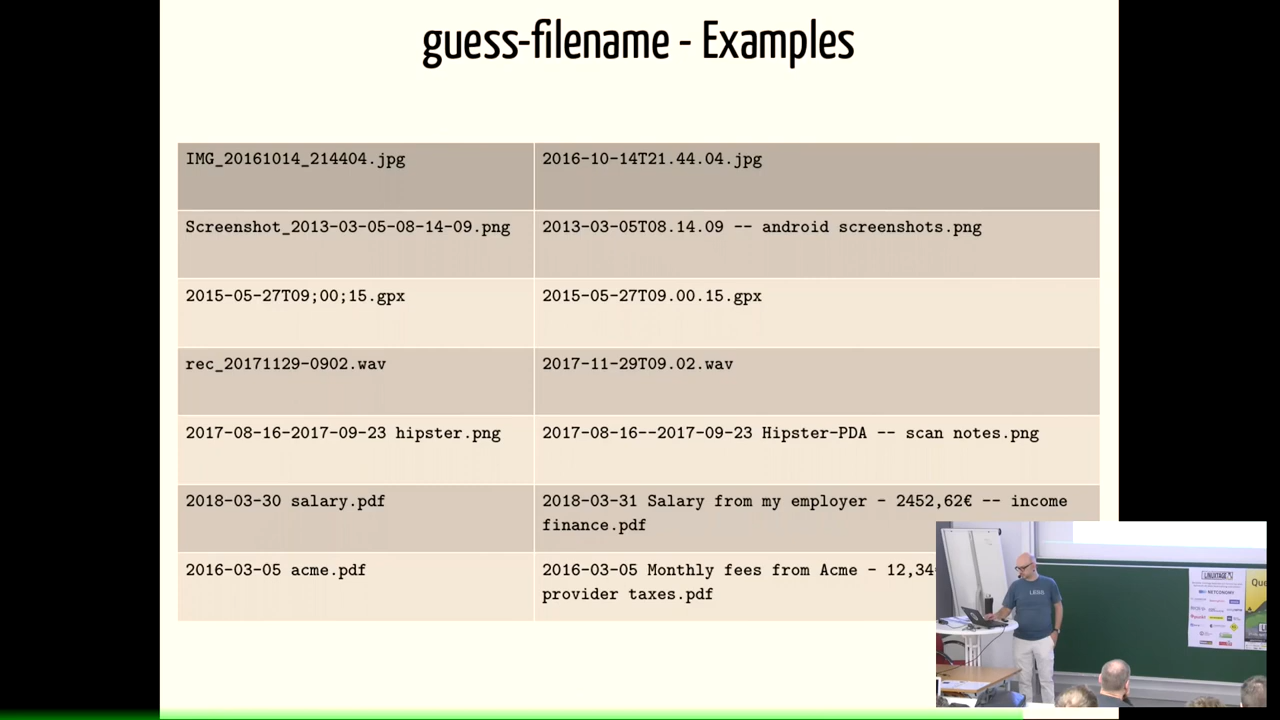 guess-filename - Examples
IMG_20161014_214404.jpg 2016-10-14T21.44.04.jpg
Screenshot_2013-03-05-08-14-09.png 2013-03-05T08.14.09 -- android screenshots.png
2015-05-27T09;00;15.gpx 2015-05-27T09.00.15.gpx
rec_20171129-0902.wav 2017-11-29T09.02.wav
2017-08-16-2017-09-23 hipster.png 2017-08-16--2017-09-23 Hipster-PDA -- scan notes.png
2018-03-30 salary.pdf 2018-03-31 Salary from my employer - 2452,62€ -- income
finance.pdf
2016-03-05 acme.pdf 2016-03-05 Monthly fees from Acme - 12,34
provider taxes.pdf
LINUXTAGE
NETCONOMY
Que